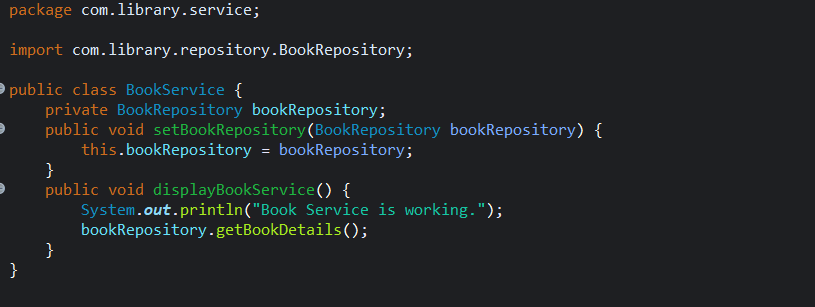 package com.library.service;
import com.library.repository.BookRepository;
public class BookService {
    private BookRepository bookRepository;
    public void setBookRepository(BookRepository bookRepository) {
        this.bookRepository = bookRepository;
    }
    public void displayBookService() {
        System.out.println("Book Service is working.");
        bookRepository.getBookDetails();
    }
}